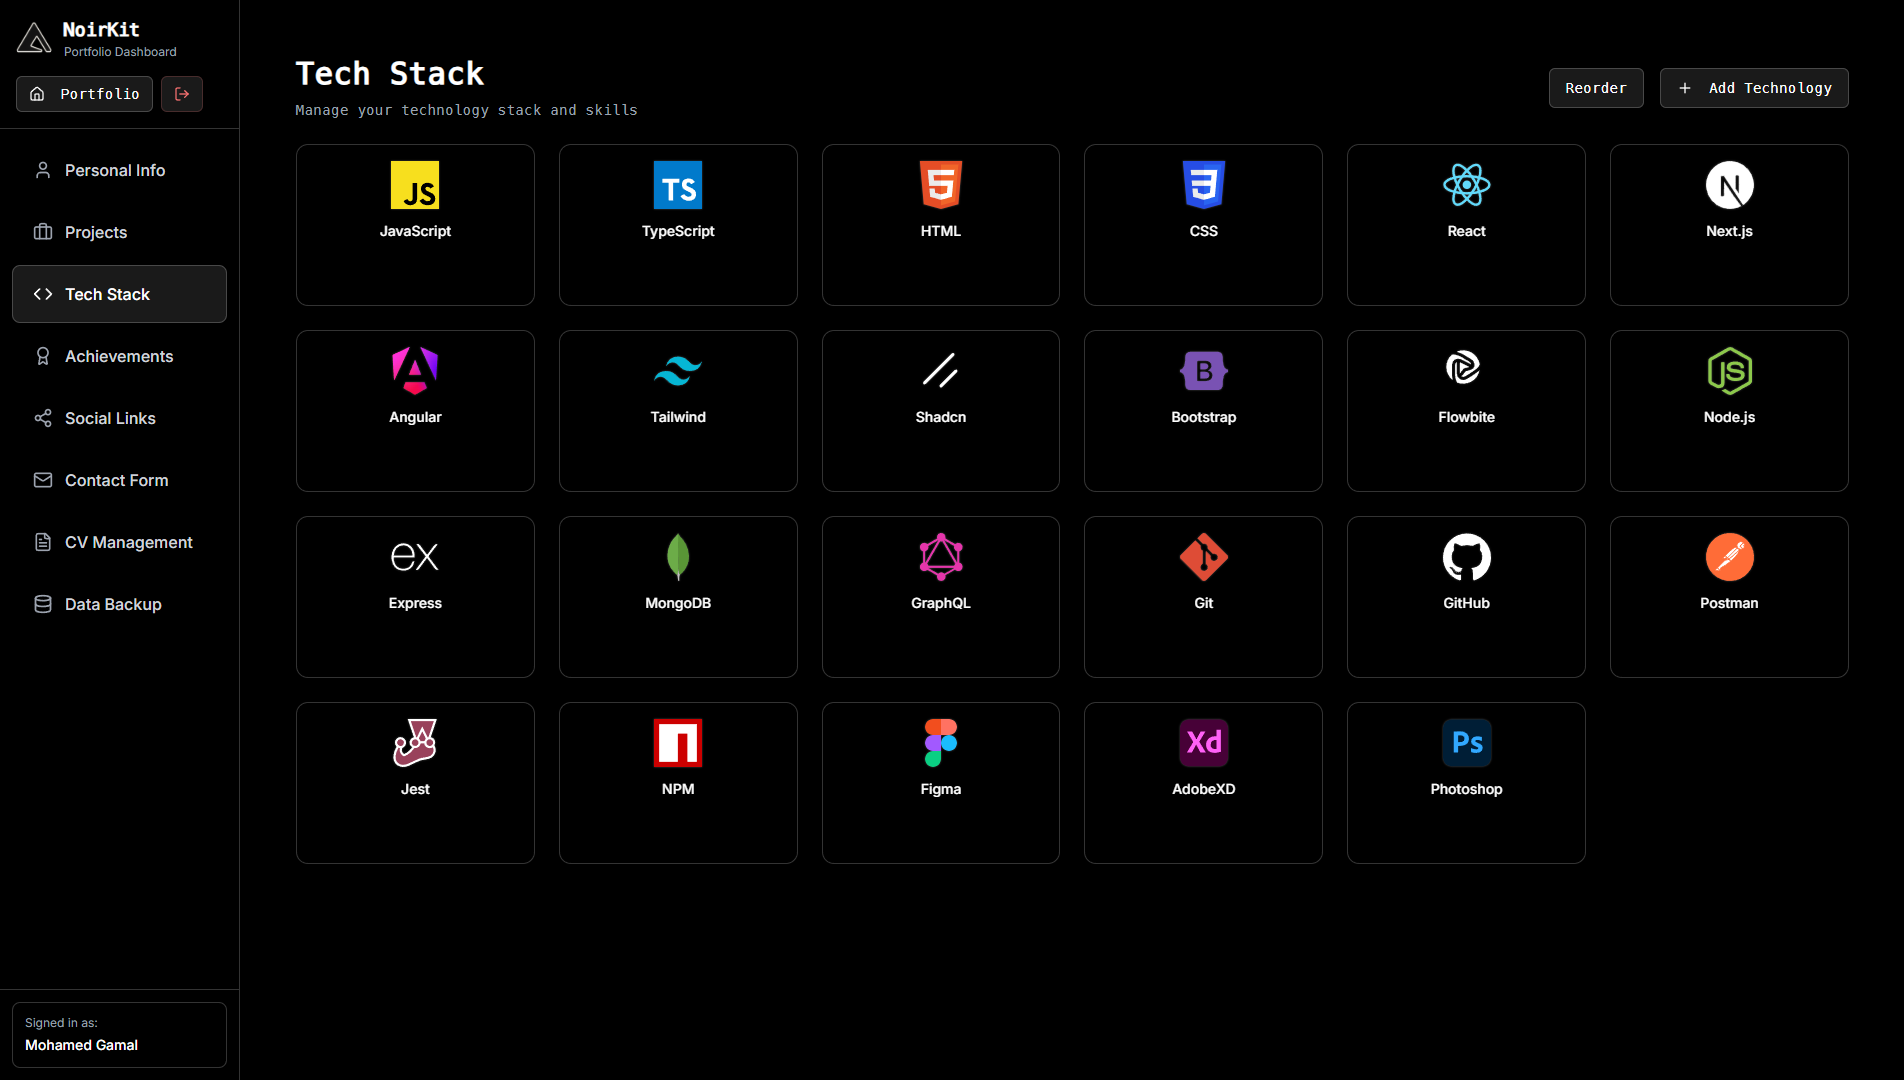 NoirKit
Portfolio Dashboard
Portfolio
Personal Info
Projects
Tech Stack
Achievements
Social Links
Contact Form
CV Management
Data Backup
Signed in as:
Mohamed Gamal
Tech Stack
Manage your technology stack and skills
Reorder
+ Add Technology
JS
JavaScript
TS
TypeScript
5
HTML
3
CSS
React
N
Next.js
A
Angular
Tailwind
Shadcn
B
Bootstrap
Flowbite
JS
Node.js
ex
Express
MongoDB
GraphQL
Git
GitHub
Postman
Jest
n
NPM
Figma
Xd
AdobeXD
Ps
Photoshop